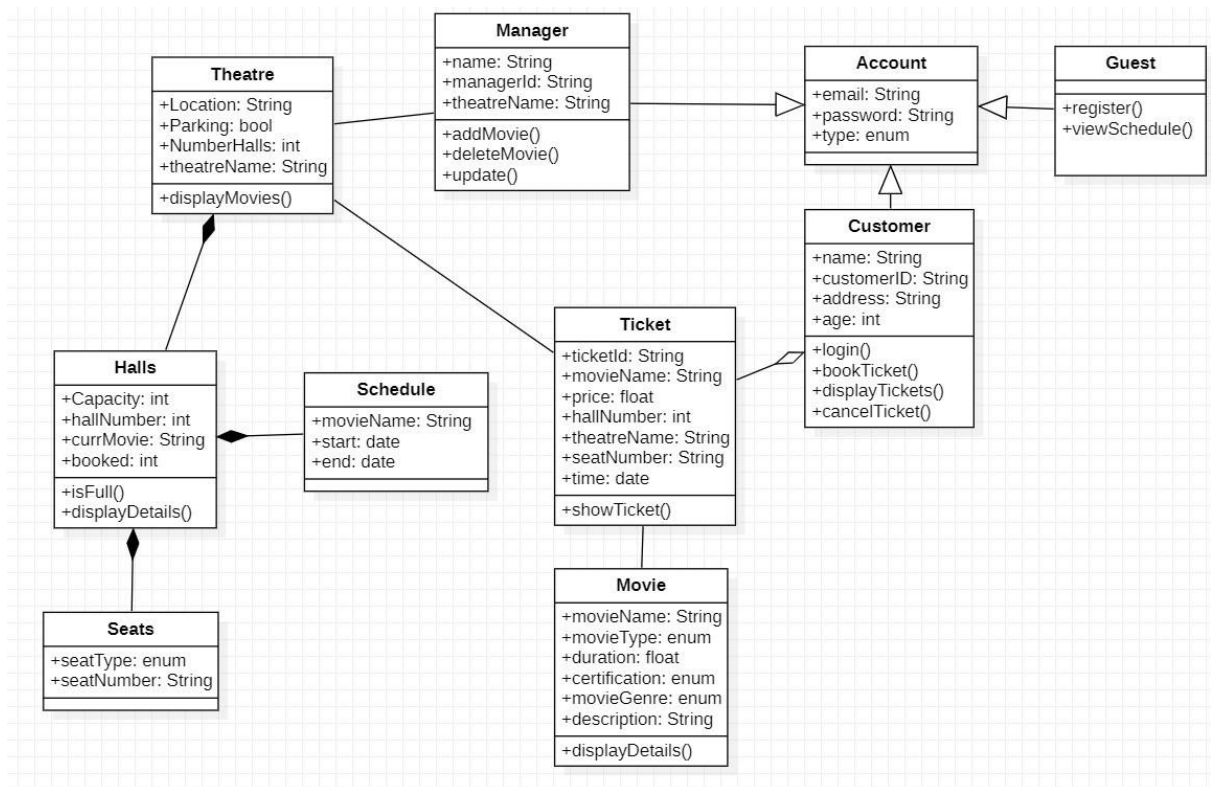 Manager
+name: String
+managerId: String
+theatreName: String
+addMovie()
+deleteMovie()
+update()
Theatre
+Location: String
+Parking: bool
+NumberHalls: int
+theatreName: String
+displayMovies()
Account
+email: String
+password: String
+type: enum
Guest
+register()
+viewSchedule()
Customer
+name: String
+customerID: String
+address: String
+age: int
+login()
+bookTicket()
+displayTickets()
+cancelTicket()
Ticket
+ticketId: String
+movieName: String
+price: float
+hallNumber: int
+theatreName: String
+seatNumber: String
+time: date
+showTicket()
Halls
+Capacity: int
+hallNumber: int
+currMovie: String
+booked: int
+isFull()
+displayDetails()
Schedule
+movieName: String
+start: date
+end: date
Seats
+seatType: enum
+seatNumber: String
Movie
+movieName: String
+movieType: enum
+duration: float
+certification: enum
+movieGenre: enum
+description: String
+displayDetails()